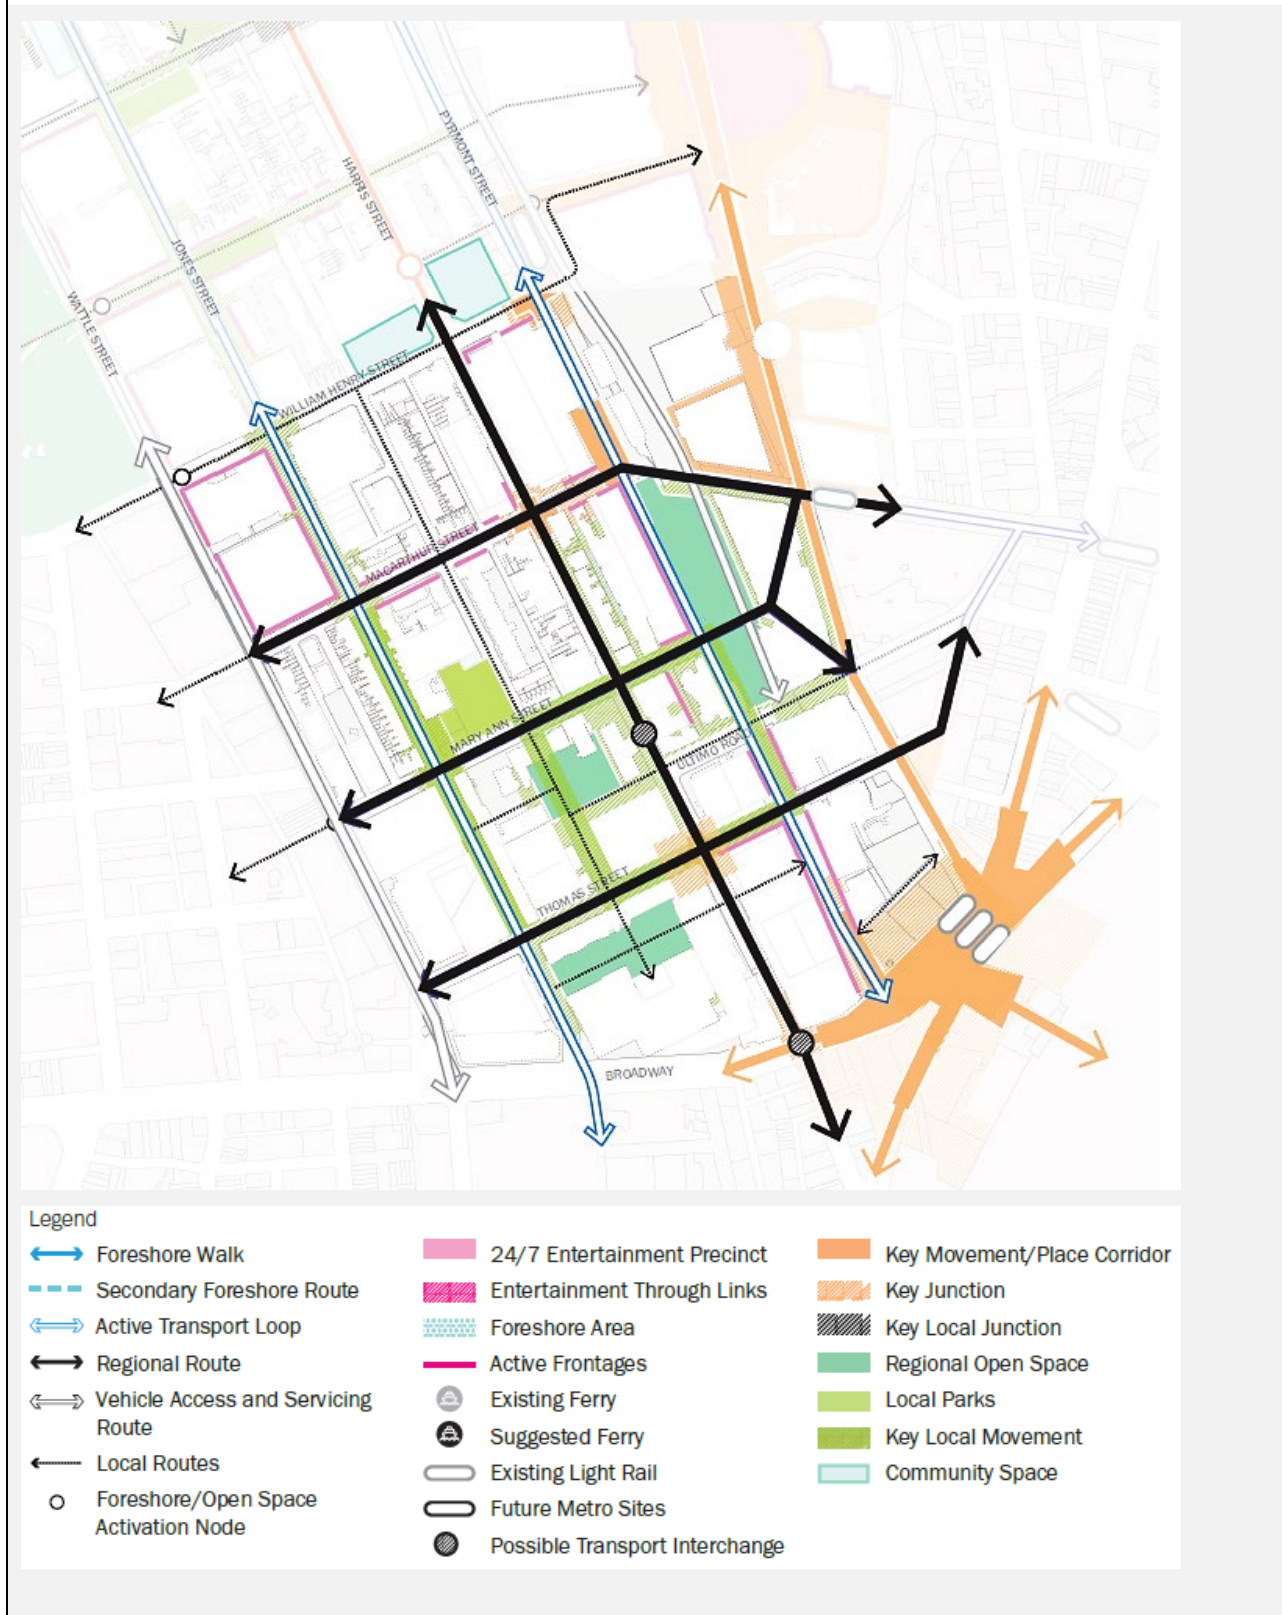 PYRMONT STREET
HARRIS STREET
JONES STREET
WATTLE STREET
WILLIAM HENRY STREET
MACARTHUR STREET
MARY ANN STREET
ULTIMO ROAD
THOMAS STREET
BROADWAY
Legend
Foreshore Walk
Secondary Foreshore Route
Active Transport Loop
Regional Route
Vehicle Access and Servicing
Route
Local Routes
Foreshore/Open Space
Activation Node
24/7 Entertainment Precinct
Entertainment Through Links
Foreshore Area
Active Frontages
Existing Ferry
Suggested Ferry
Existing Light Rail
Future Metro Sites
Possible Transport Interchange
Key Movement/Place Corridor
Key Junction
Key Local Junction
Regional Open Space
Local Parks
Key Local Movement
Community Space